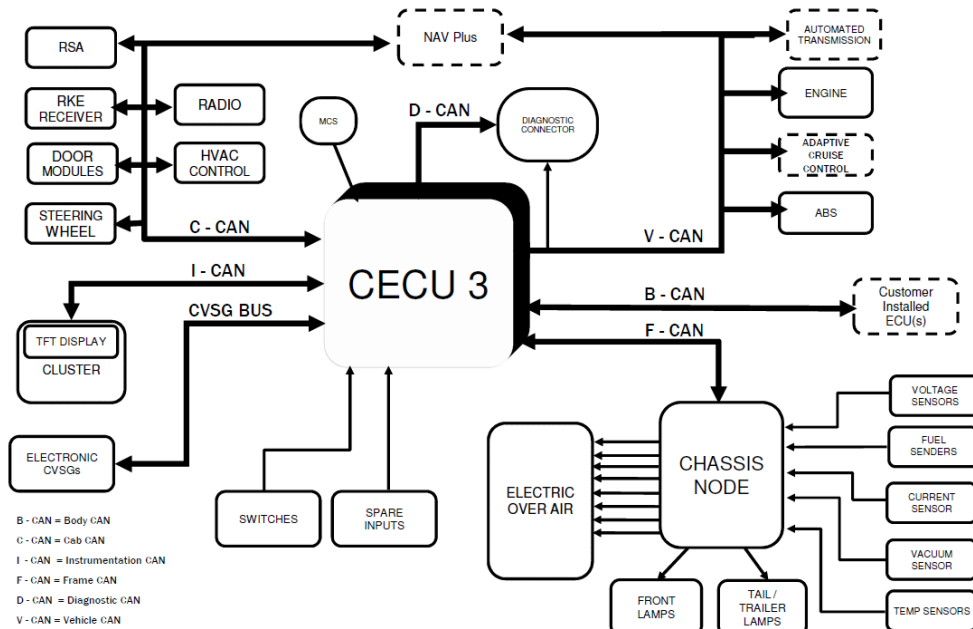 RSA
NAV Plus
AUTOMATED
TRANSMISSION
RKE
RECEIVER
RADIO
MCS
D - CAN
DIAGNOSTIC
CONNECTOR
ENGINE
DOOR
MODULES
HVAC
CONTROL
ADAPTIVE
CRUISE
CONTROL
STEERING
WHEEL
ABS
C - CAN
V - CAN
I - CAN
CECU 3
B - CAN
Customer
Installed
ECU(s)
CVSG BUS
F - CAN
TFT DISPLAY
CLUSTER
VOLTAGE
SENSORS
FUEL
SENDERS
ELECTRONIC
CVSGs
ELECTRIC
OVER AIR
CHASSIS
NODE
CURRENT
SENSOR
SWITCHES
SPARE
INPUTS
VACUUM
SENSOR
FRONT
LAMPS
TAIL /
TRAILER
LAMPS
TEMP SENSORS
B - CAN = Body CAN
C - CAN = Cab CAN
I - CAN = Instrumentation CAN
F - CAN = Frame CAN
D - CAN = Diagnostic CAN
V - CAN = Vehicle CAN